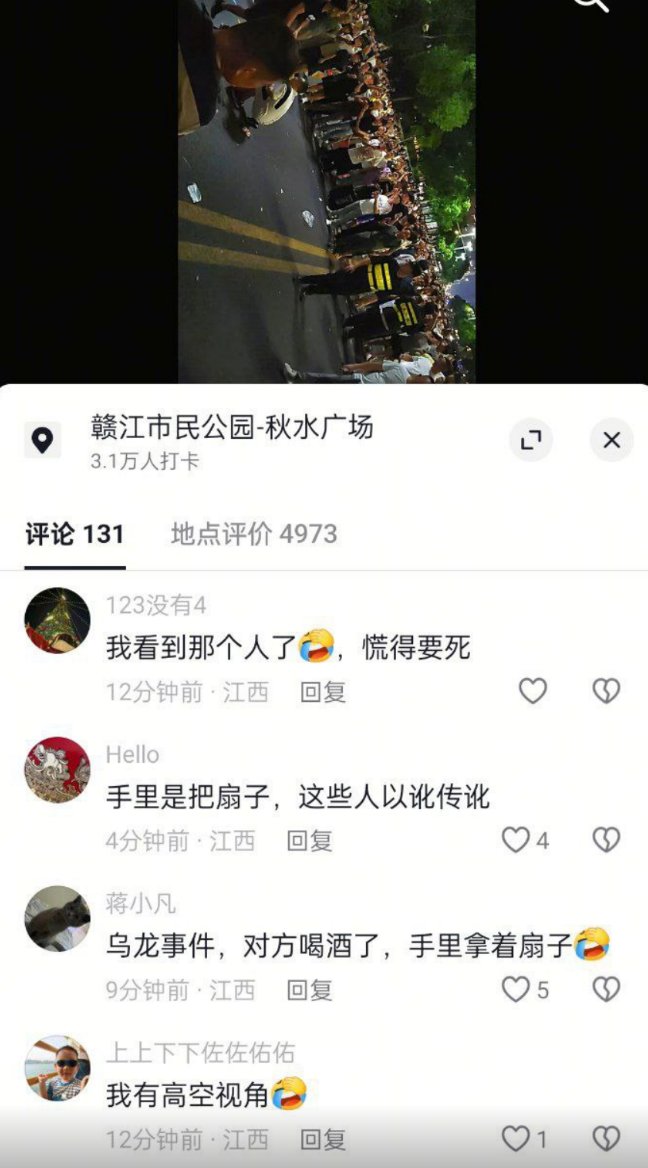 赣江市民公园-秋水广场
3.1万人打卡
评论 131 地点评价 4973
123没有4
我看到那个人了🤣，慌得要死
12分钟前 · 江西 回复
Hello
手里是把扇子，这些人以讹传讹
4分钟前 · 江西 回复 4
蒋小凡
乌龙事件，对方喝酒了，手里拿着扇子🤣
9分钟前 · 江西 回复 5
上上下下佐佐佑佑
我有高空视角🤣
12分钟前 · 江西 回复 1